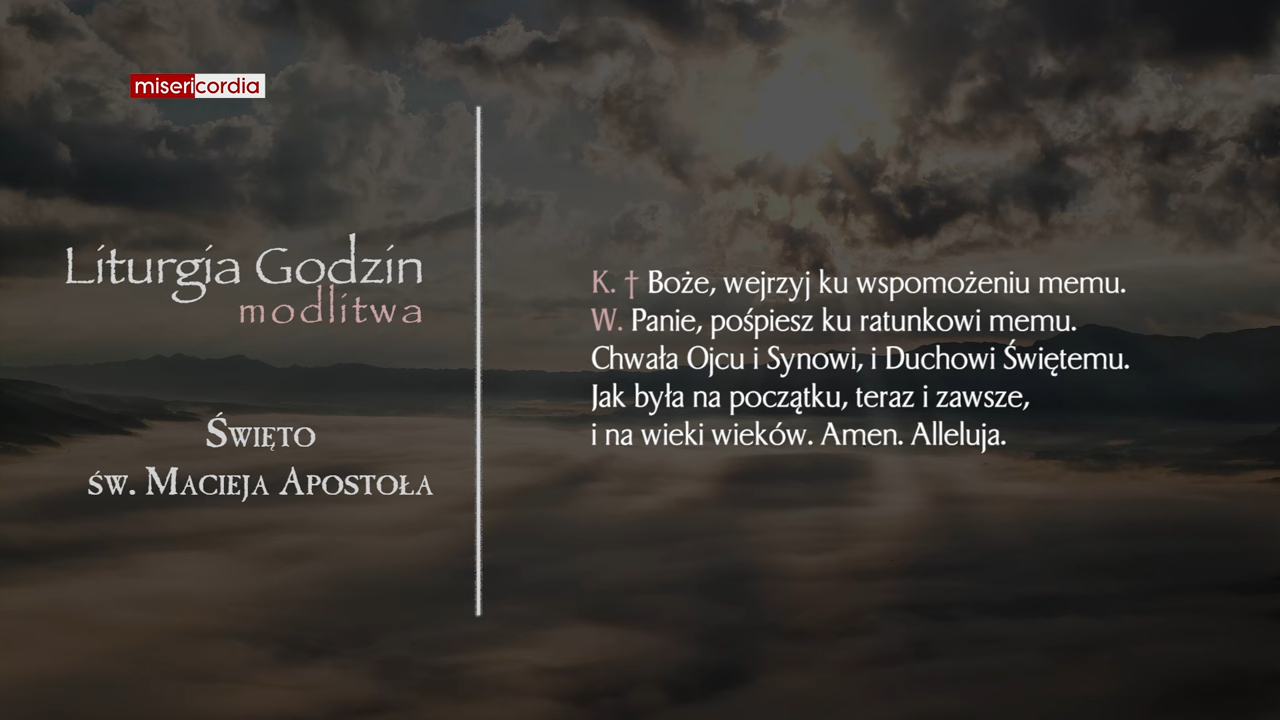 misericordia
Liturgia Godzin
modlitwa
Święto
św. Macieja Apostoła
K. † Boże, wejrzyj ku wspomożeniu memu.
W. Panie, pośpiesz ku ratunkowi memu.
Chwała Ojcu i Synowi, i Duchowi Świętemu.
Jak była na początku, teraz i zawsze,
i na wieki wieków. Amen. Alleluja.